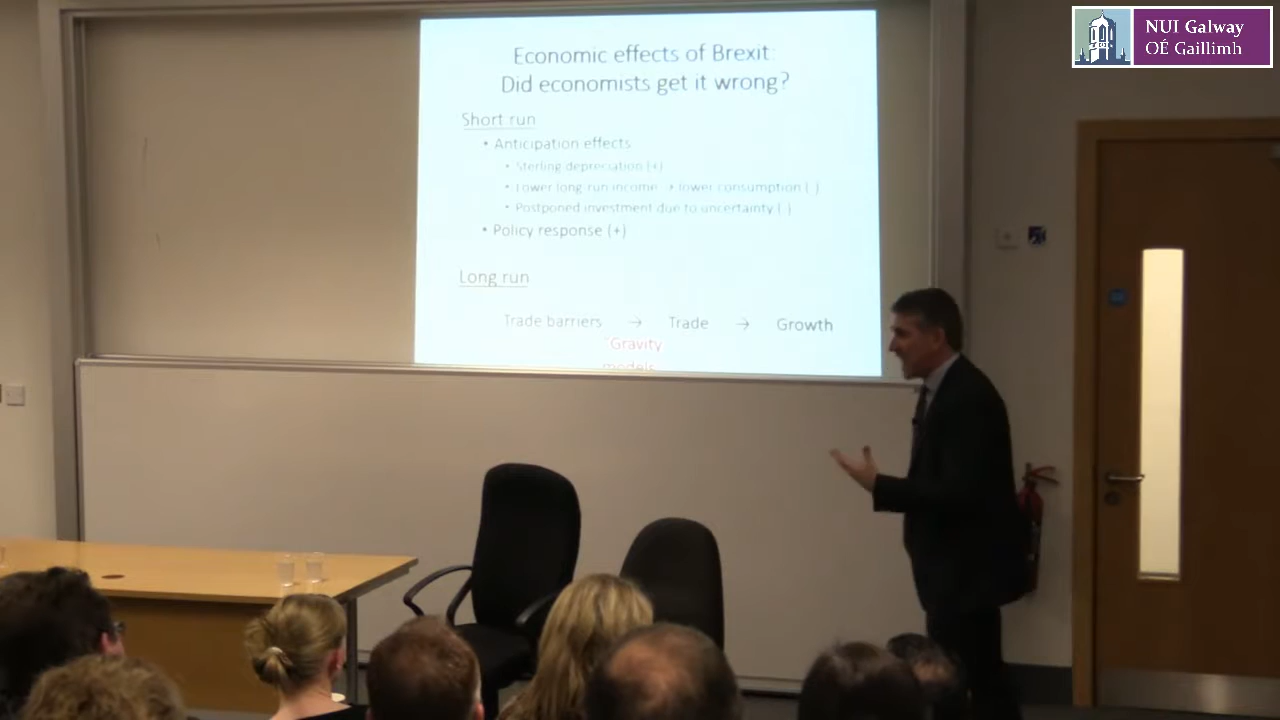 NUI Galway
OÉ Gaillimh
Economic effects of Brexit:
Did economists get it wrong?
Short run
• Anticipation effects
• Sterling depreciation (+)
• Lower long-run income → lower consumption (-)
• Postponed investment due to uncertainty (-)
• Policy response (+)
Long run
Trade barriers → Trade → Growth
"Gravity
models